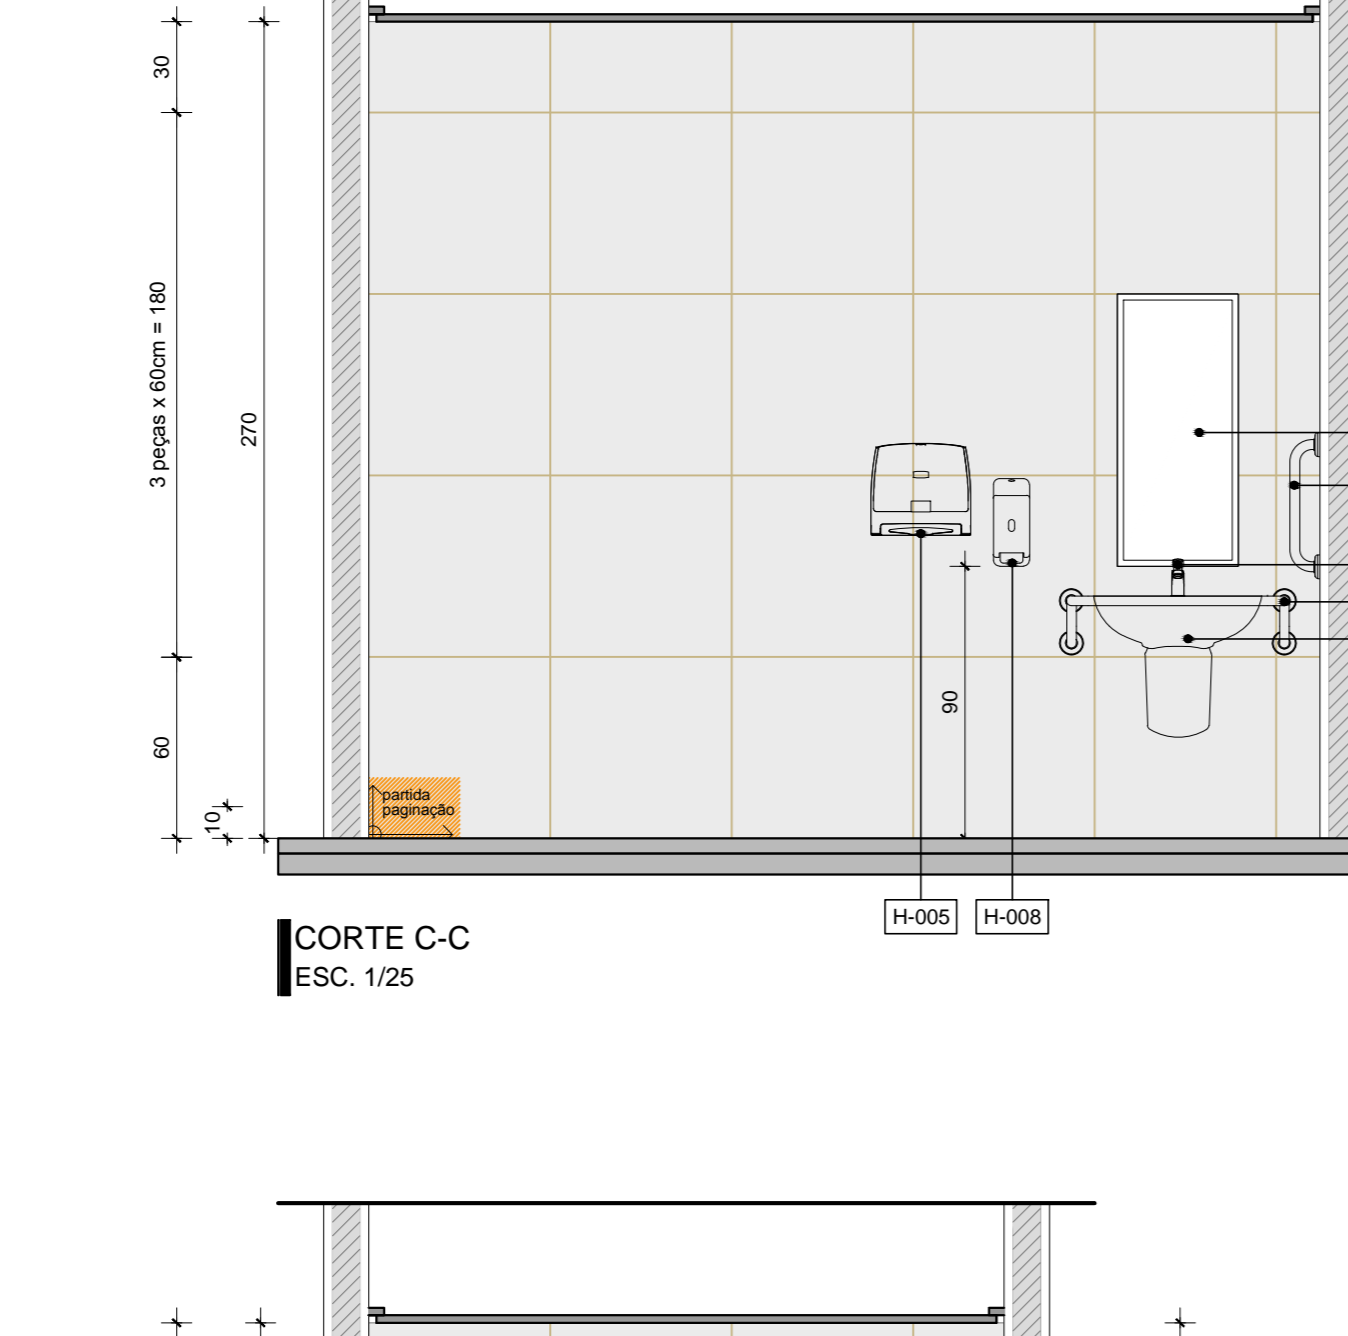 30
3 peças x 60cm = 180
270
90
60
10
partida
paginação
H-005
H-008
CORTE C-C
ESC. 1/25